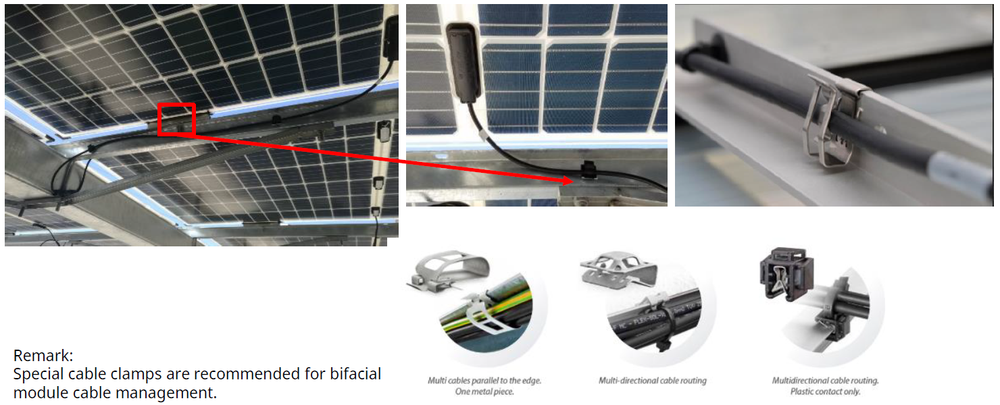 Remark:
Special cable clamps are recommended for bifacial
module cable management.
Multi cables parallel to the edge.
One metal piece.
Multi-directional cable routing
Multidirectional cable routing.
Plastic contact only.